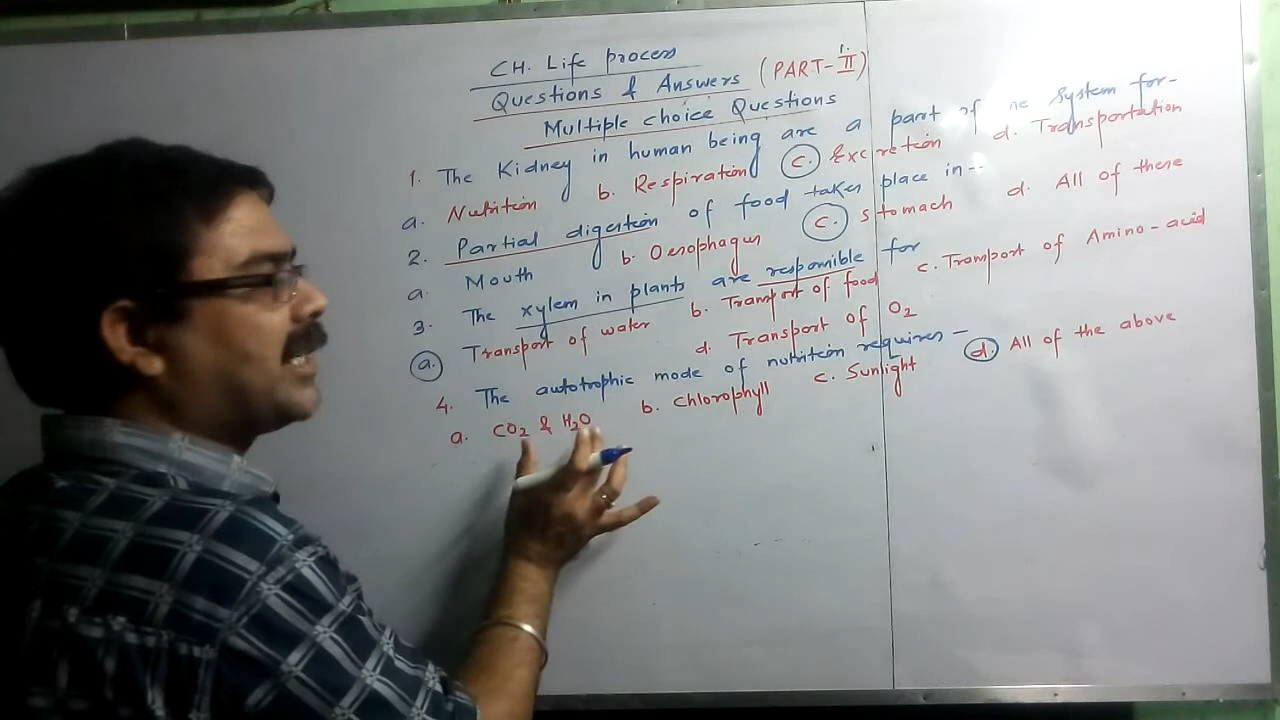 CH. Life process
Questions & Answers (PART-II)
Multiple choice Questions
1. The Kidney in human being are a part of system for-
a. Nutrition b. Respiration c. Excretion d. Transportation
2. Partial digestion of food takes place in--
a. Mouth b. Oesophagus c. Stomach d. All of these
3. The xylem in plants are responsible for
a. Transport of water b. Transport of food c. Transport of Amino-acid
d. Transport of O2
4. The autotrophic mode of nutrition requires-
a. CO2 & H2O b. Chlorophyll c. Sunlight d. All of the above